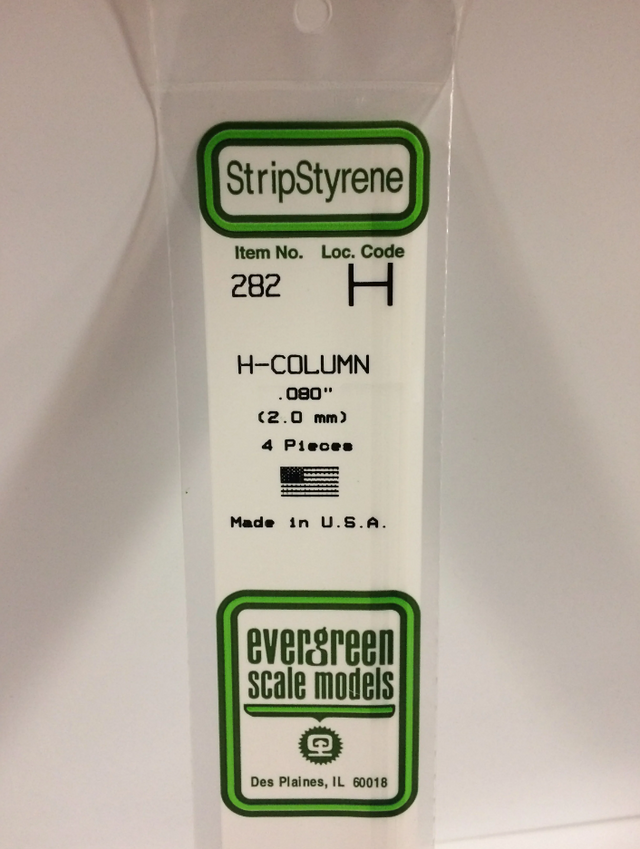 StripStyrene
Item No. Loc. Code
282 H
H-COLUMN
.080"
(2.0 mm)
4 Pieces
Made in U.S.A.
evergreen
scale models
Des Plaines, IL 60018